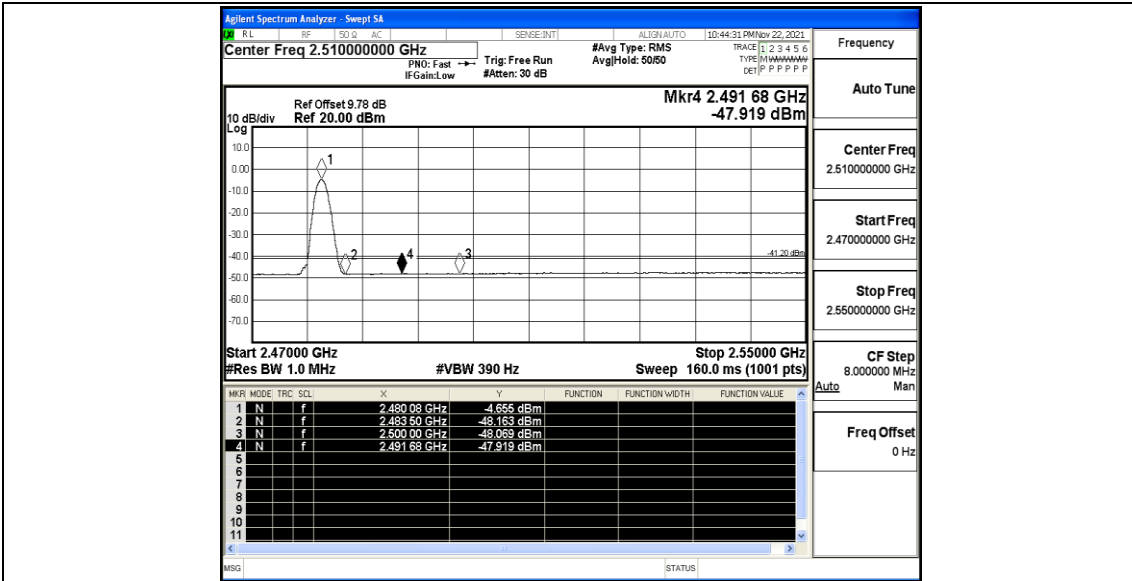 Agilent Spectrum Analyzer - Swept SA
RL RF 50 Ω AC SENSE:INT ALIGN AUTO 10:44:31 PM Nov 22, 2021
Center Freq 2.510000000 GHz
PNO: Fast
IFGain:Low
Trig: Free Run
#Atten: 30 dB
#Avg Type: RMS
Avg|Hold: 50/50
TRACE 1 2 3 4 5 6
TYPE M W W W W W
DET P P P P P P
Mkr4 2.491 68 GHz
-47.919 dBm
Ref Offset 9.78 dB
10 dB/div Ref 20.00 dBm
Log
10.0
0.00
-10.0
-20.0
-30.0
-40.0
-50.0
-60.0
-70.0
1
2
4
3
-41.20 dBm
Start 2.47000 GHz Stop 2.55000 GHz
#Res BW 1.0 MHz #VBW 390 Hz Sweep 160.0 ms (1001 pts)
MKR MODE TRC SCL X Y FUNCTION FUNCTION WIDTH FUNCTION VALUE
1 N f 2.480 08 GHz -4.655 dBm
2 N f 2.483 50 GHz -48.163 dBm
3 N f 2.500 00 GHz -48.069 dBm
4 N f 2.491 68 GHz -47.919 dBm
5
6
7
8
9
10
11
MSG STATUS
Frequency
Auto Tune
Center Freq
2.510000000 GHz
Start Freq
2.470000000 GHz
Stop Freq
2.550000000 GHz
CF Step
8.000000 MHz
Auto Man
Freq Offset
0 Hz